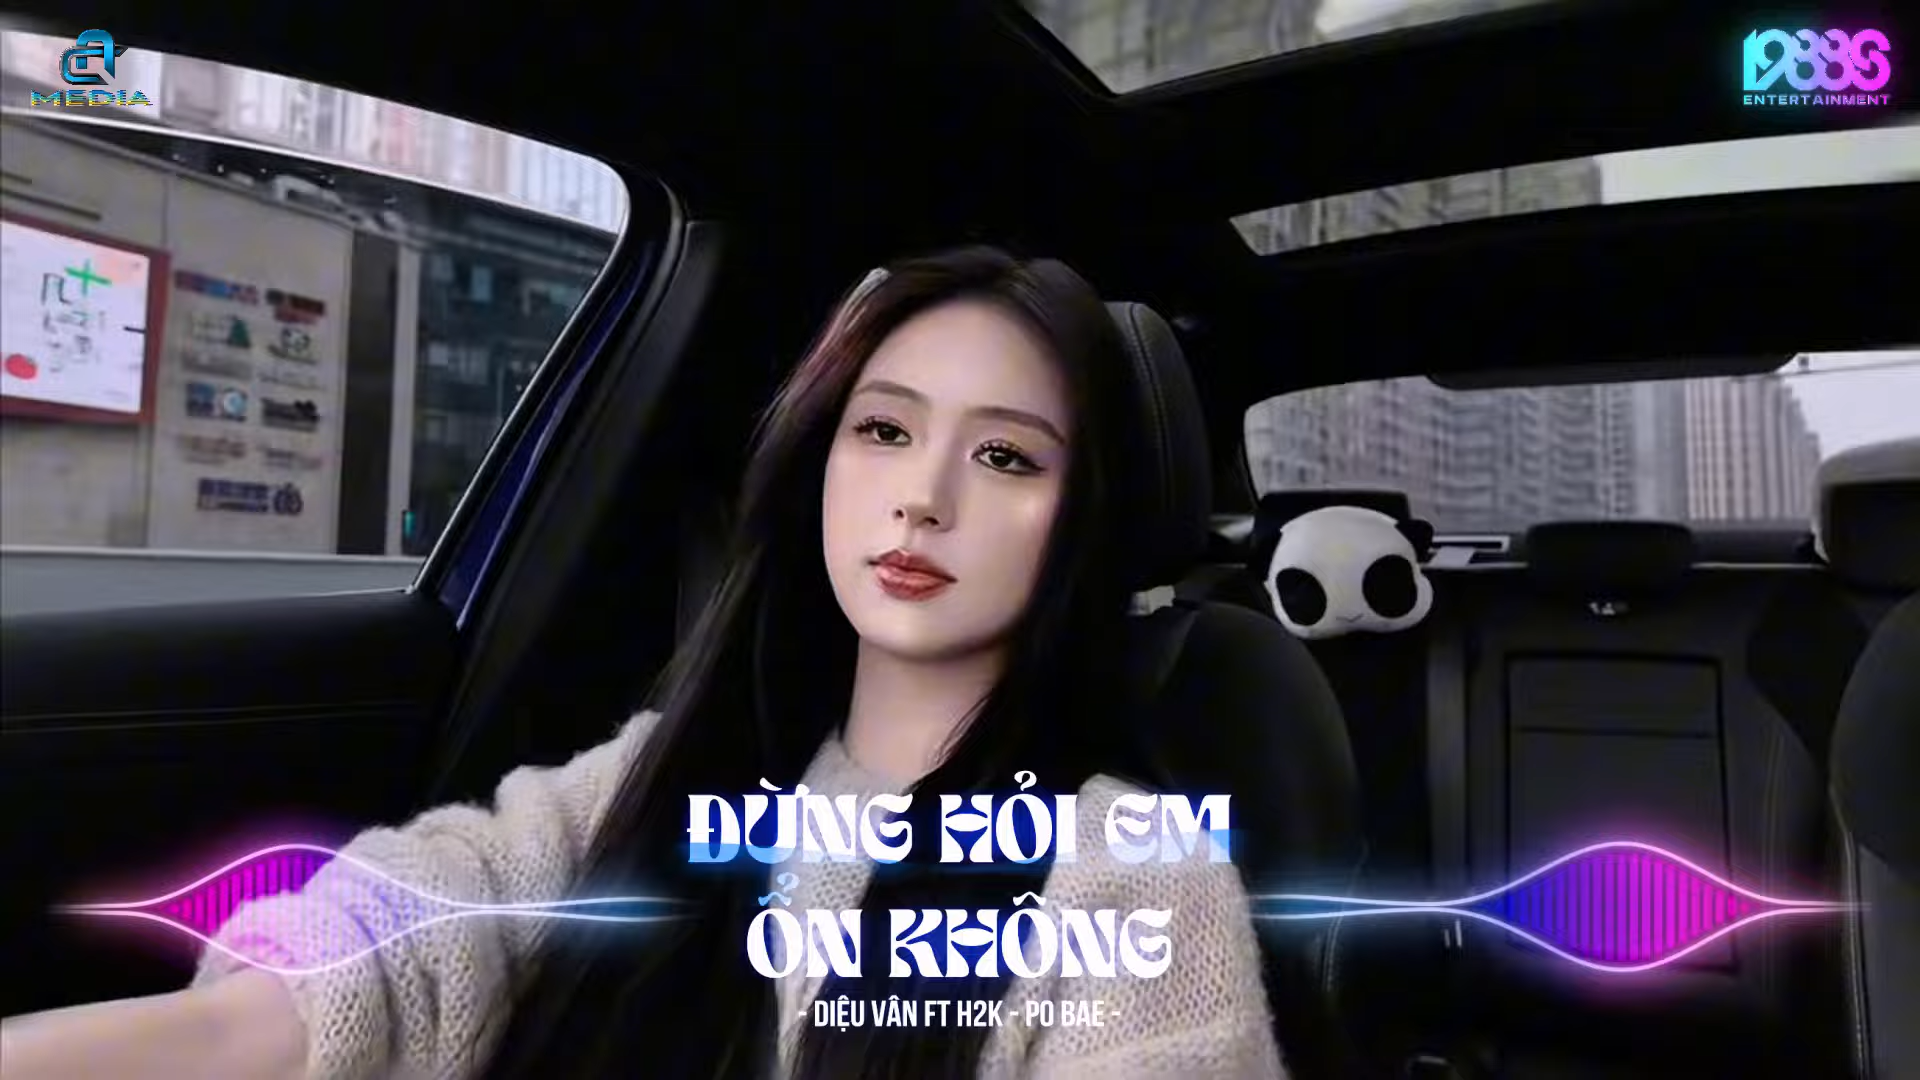 a
MEDIA
1988S
ENTERTAINMENT
ĐỪNG HỎI EM
ỔN KHÔNG
- DIỆU VÂN FT H2K - PO BAE -